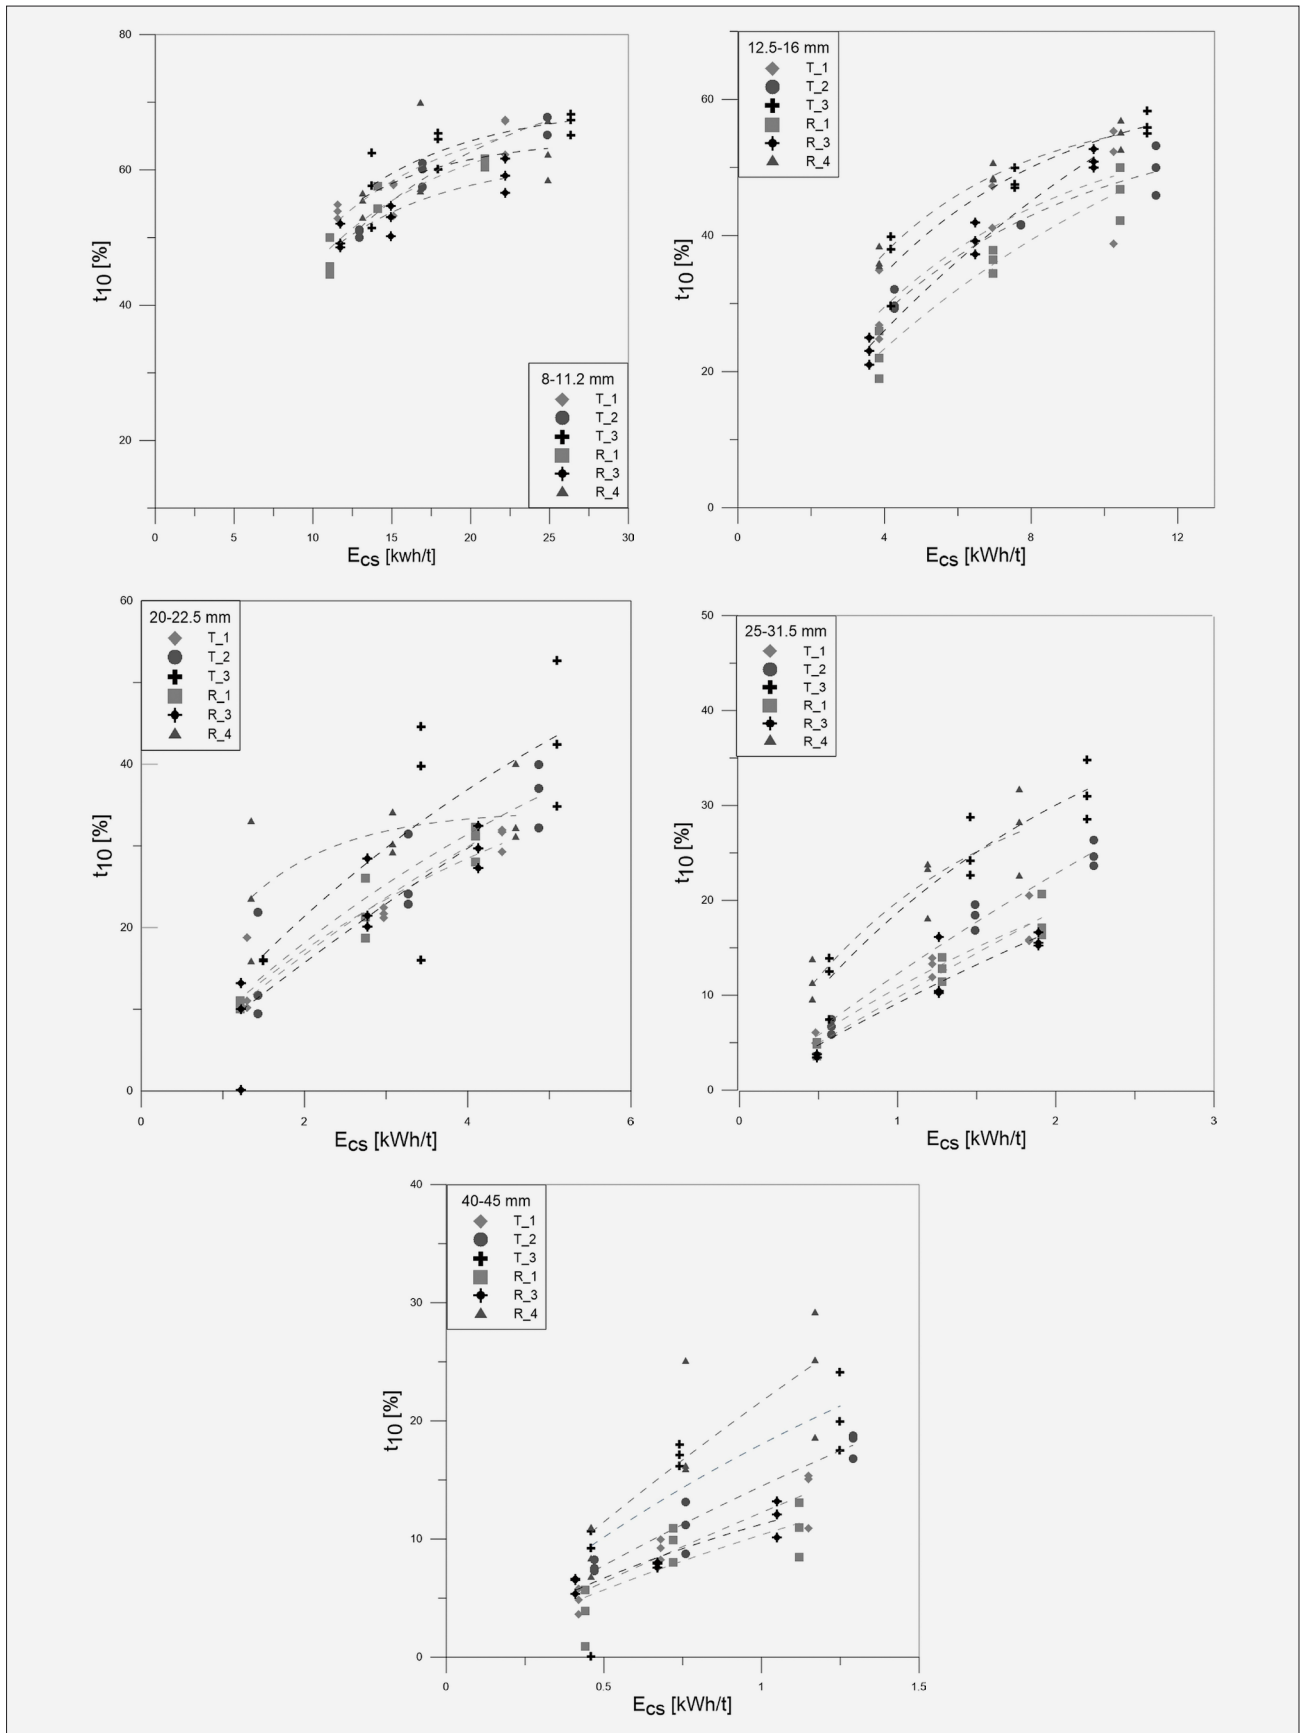 80
60
40
20
t10 [%]
8-11.2 mm
T_1
T_2
T_3
R_1
R_3
R_4
0 5 10 15 20 25 30
ECS [kwh/t]
12.5-16 mm
T_1
T_2
T_3
R_1
R_3
R_4
60
40
20
0
t10 [%]
0 4 8 12
ECS [kWh/t]
60
40
20
0
t10 [%]
20-22.5 mm
T_1
T_2
T_3
R_1
R_3
R_4
0 2 4 6
ECS [kWh/t]
50
40
30
20
10
0
t10 [%]
25-31.5 mm
T_1
T_2
T_3
R_1
R_3
R_4
0 1 2 3
ECS [kWh/t]
40
30
20
10
0
t10 [%]
40-45 mm
T_1
T_2
T_3
R_1
R_3
R_4
0 0.5 1 1.5
ECS [kWh/t]